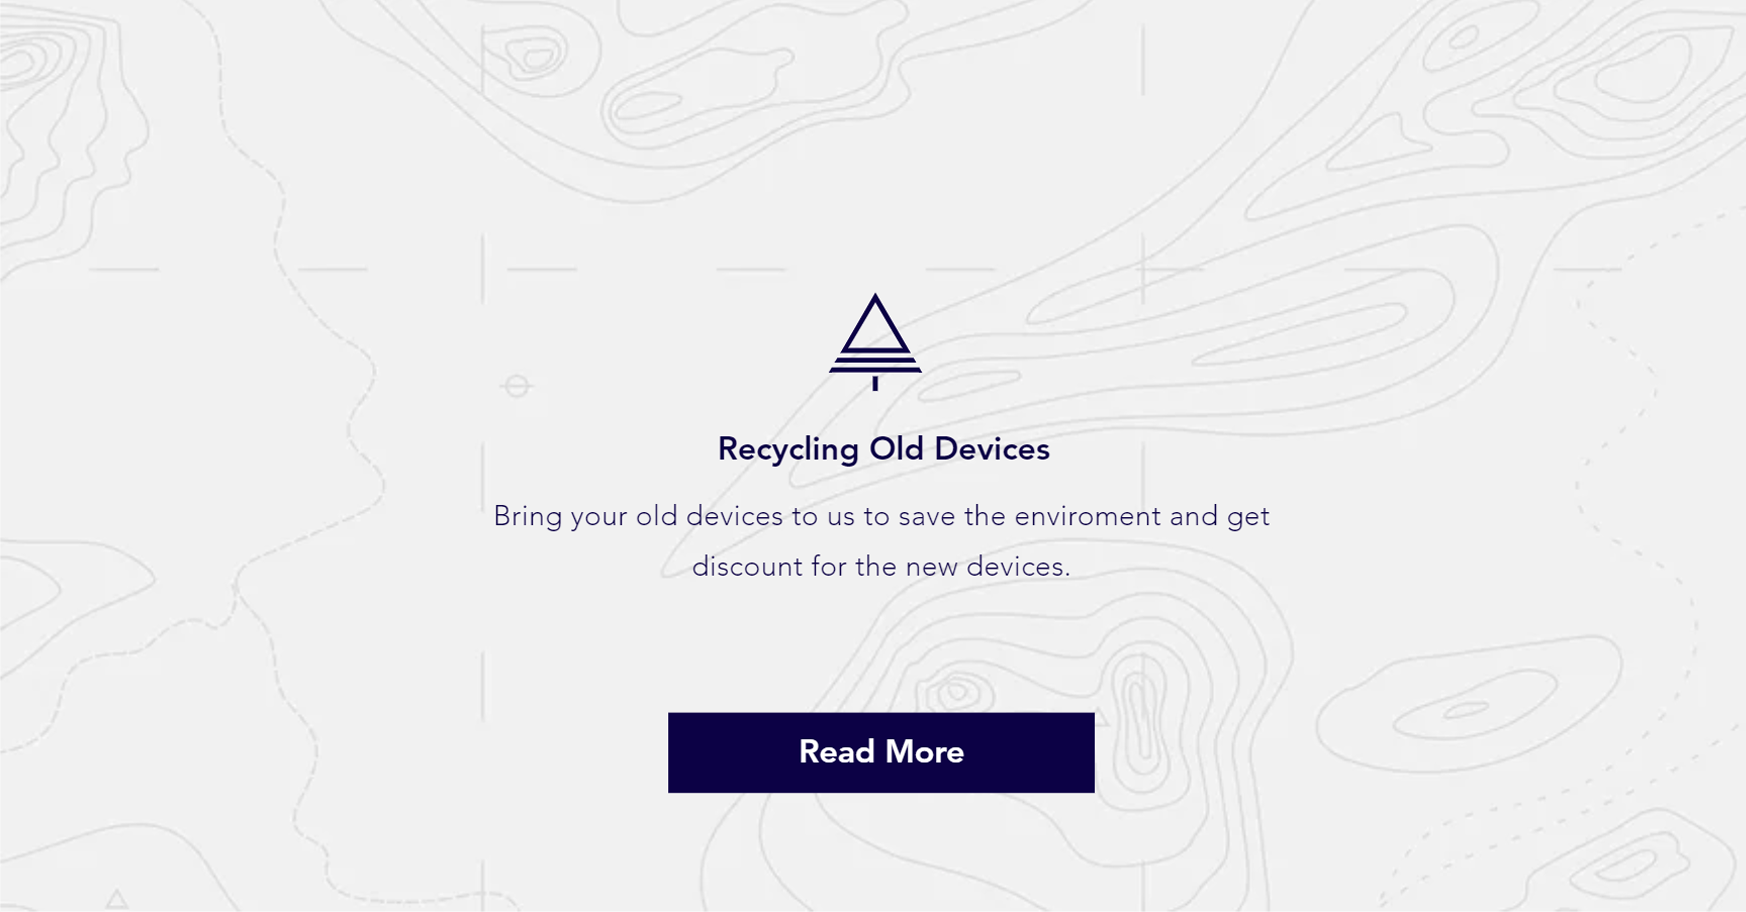 Recycling Old Devices
Bring your old devices to us to save the enviroment and get
discount for the new devices.
Read More